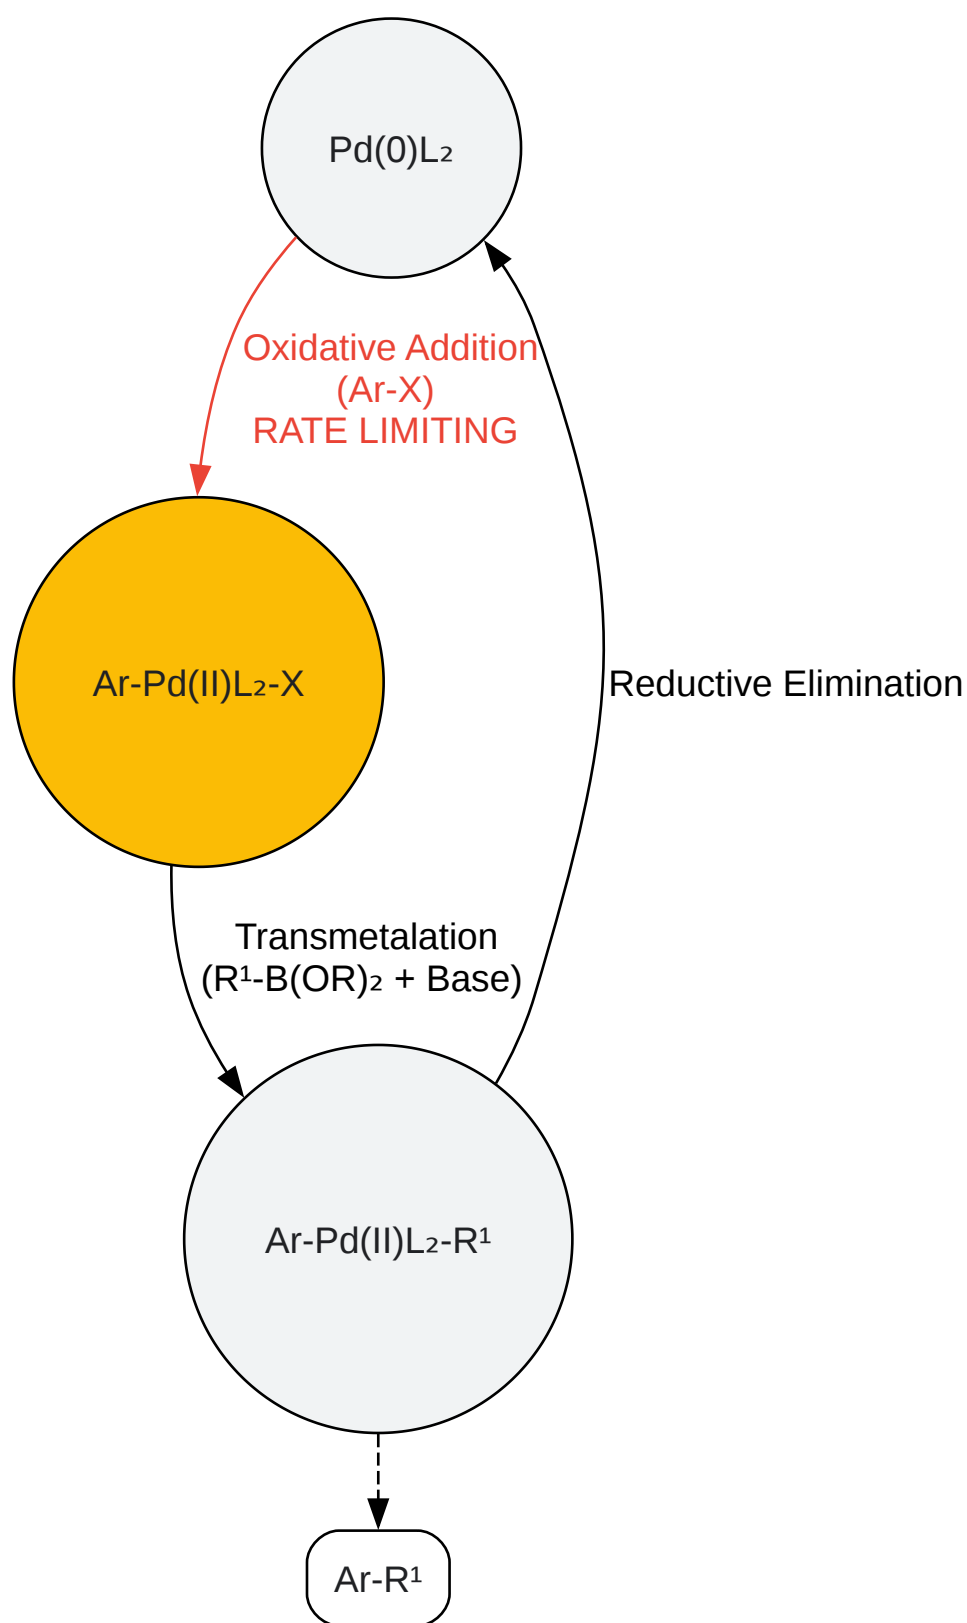 Pd(0)L₂
Oxidative Addition
(Ar-X)
RATE LIMITING
Ar-Pd(II)L₂-X
Reductive Elimination
Transmetalation
(R¹-B(OR)₂ + Base)
Ar-Pd(II)L₂-R¹
Ar-R¹